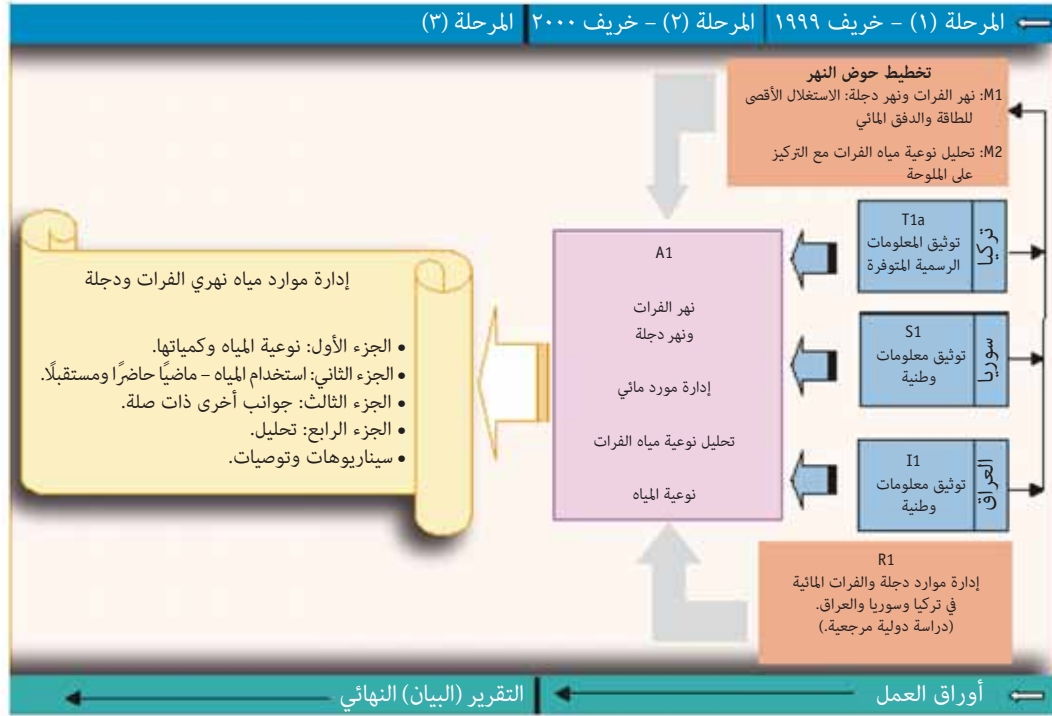 المرحلة (١) – خريف ١٩٩٩
المرحلة (٢) – خريف ٢٠٠٠
المرحلة (٣)
تخطيط حوض النهر
M1: نهر الفرات ونهر دجلة: الاستغلال الأقصى
للطاقة والدفق المائي
M2: تحليل نوعية مياه الفرات مع التركيز
على الملوحة
تركيا
T1a
توثيق المعلومات
الرسمية المتوفرة
سوريا
S1
توثيق معلومات
وطنية
العراق
I1
توثيق معلومات
وطنية
R1
إدارة موارد دجلة والفرات المائية
في تركيا وسوريا والعراق.
(دراسة دولية مرجعية.)
A1
نهر الفرات
ونهر دجلة
إدارة مورد مائي
تحليل نوعية مياه الفرات
نوعية المياه
إدارة موارد مياه نهري الفرات ودجلة
• الجزء الأول: نوعية المياه وكمياتها.
• الجزء الثاني: استخدام المياه – ماضيًا حاضرًا ومستقبلًا.
• الجزء الثالث: جوانب أخرى ذات صلة.
• الجزء الرابع: تحليل.
• سيناريوهات وتوصيات.
أوراق العمل
التقرير (البيان) النهائي